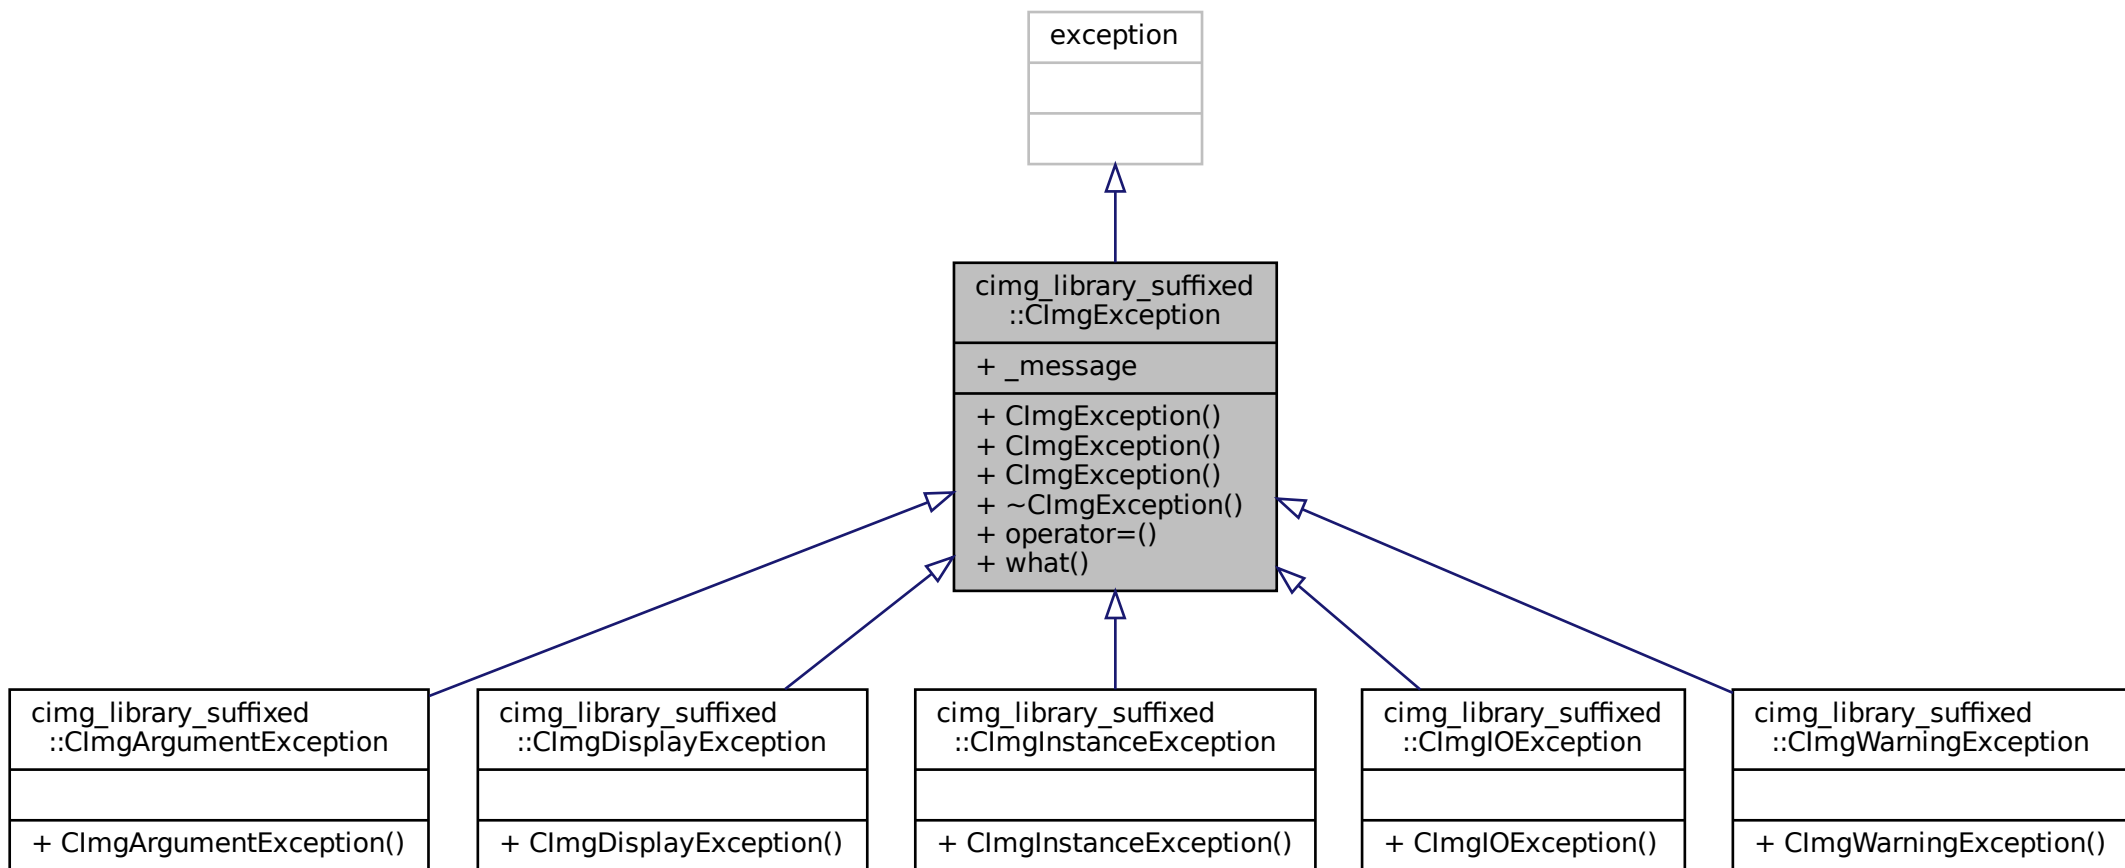 exception
cimg_library_suffixed
::CImgException
+ _message
+ CImgException()
+ CImgException()
+ CImgException()
+ ~CImgException()
+ operator=()
+ what()
cimg_library_suffixed
::CImgArgumentException
+ CImgArgumentException()
cimg_library_suffixed
::CImgDisplayException
+ CImgDisplayException()
cimg_library_suffixed
::CImgInstanceException
+ CImgInstanceException()
cimg_library_suffixed
::CImgIOException
+ CImgIOException()
cimg_library_suffixed
::CImgWarningException
+ CImgWarningException()